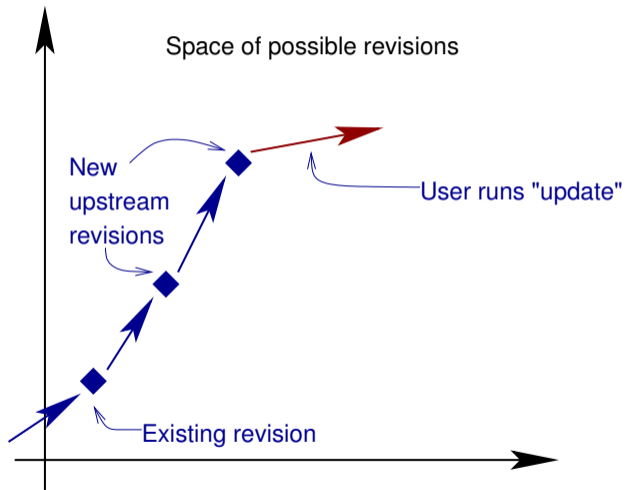 Space of possible revisions
New
upstream
revisions
User runs "update"
Existing revision